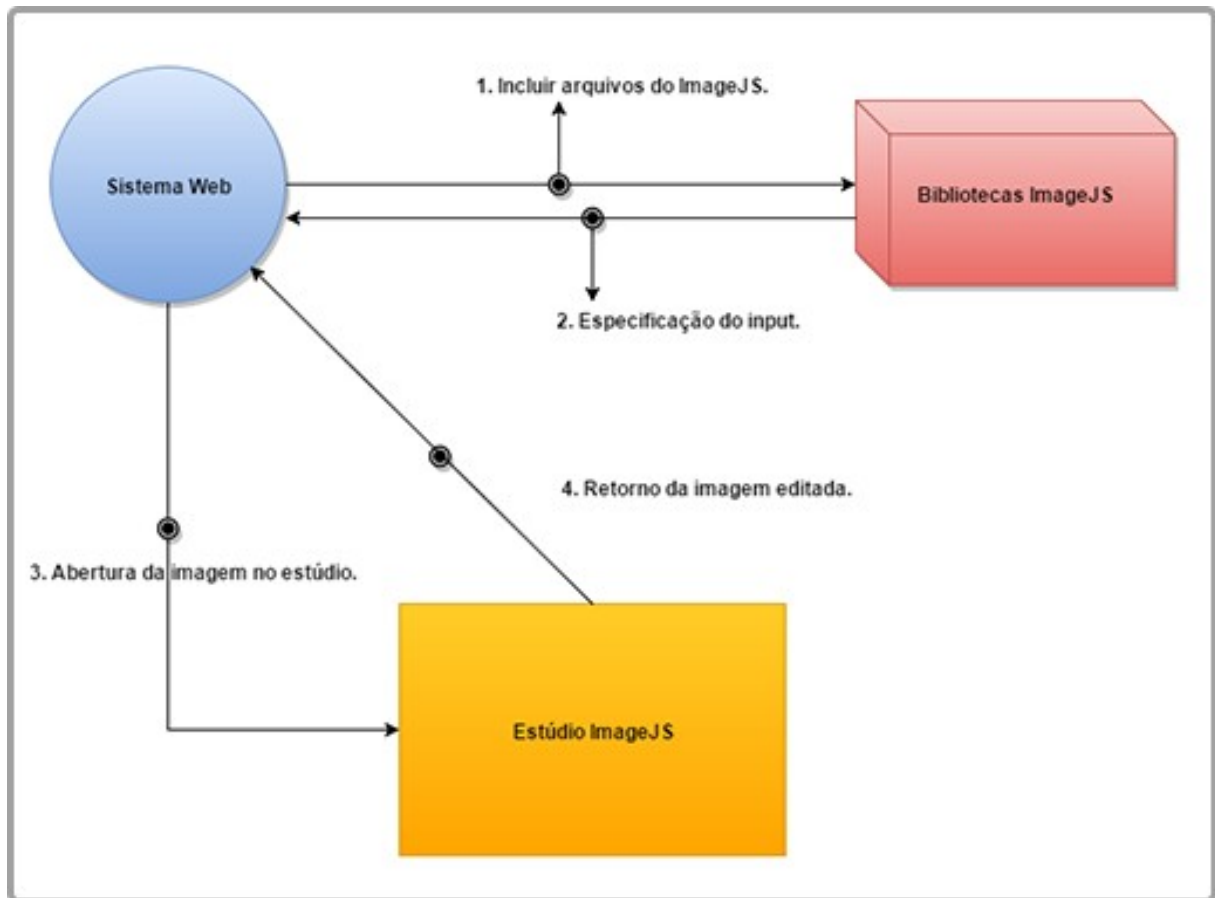 1. Incluir arquivos do ImageJS.
Sistema Web
Bibliotecas ImageJS
2. Especificação do input.
4. Retorno da imagem editada.
3. Abertura da imagem no estúdio.
Estúdio ImageJS